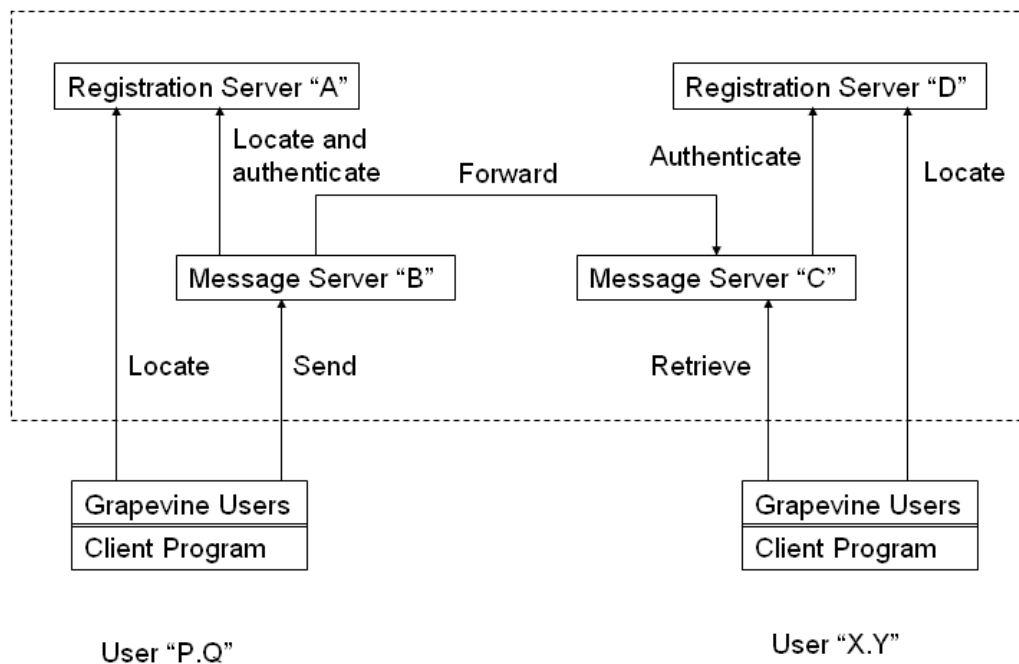 Registration Server “A”
Registration Server “D”
Locate and
authenticate
Forward
Authenticate
Locate
Message Server “B”
Message Server “C”
Locate
Send
Retrieve
Grapevine Users
Client Program
Grapevine Users
Client Program
User “P.Q”
User “X.Y”